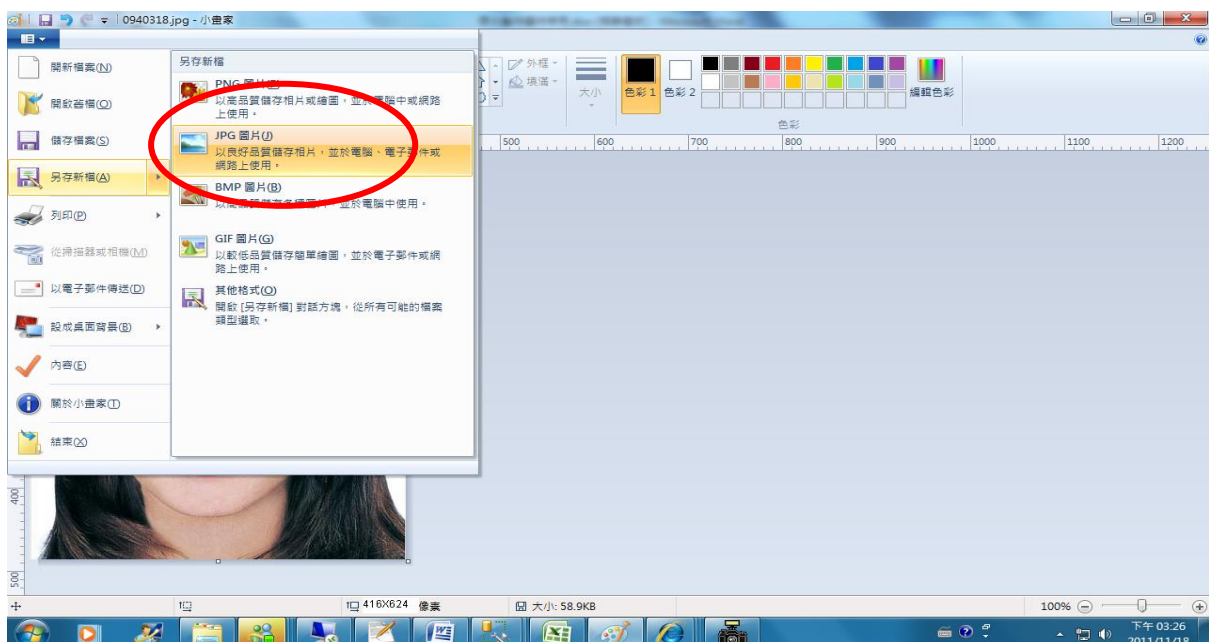 0940318.jpg - 小畫家
開新檔案(N)
開啟舊檔(O)
儲存檔案(S)
另存新檔(A)
列印(P)
從掃描器或相機(M)
以電子郵件傳送(D)
設成桌面背景(B)
內容(E)
關於小畫家(T)
結束(X)
另存新檔
PNG 圖片(P)
以高品質儲存相片或繪圖，並於電腦中或網路
上使用。
JPG 圖片(J)
以良好品質儲存相片，並於電腦、電子郵件或
網路上使用。
BMP 圖片(B)
以高品質儲存各種圖片，並於電腦中使用。
GIF 圖片(G)
以較低品質儲存簡單繪圖，並於電子郵件或網
路上使用。
其他格式(O)
開啟 [另存新檔] 對話方塊，從所有可能的檔案
類型選取。
外框
填滿
大小
色彩 1
色彩 2
編輯色彩
色彩
500 600 700 800 900 1000 1100 1200
400
500
416X624 像素
大小: 58.9KB
100%
下午 03:26
2011/11/18